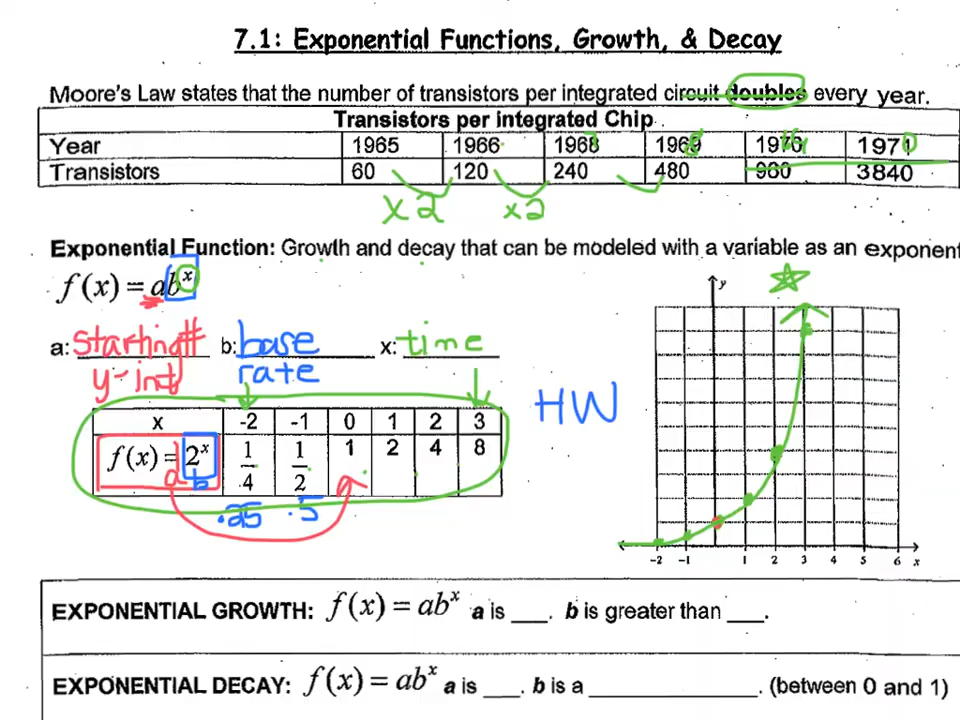 7.1: Exponential Functions, Growth, & Decay
Moore's Law states that the number of transistors per integrated circuit doubles every year.
Transistors per integrated Chip
Year 1965 1966 1968 1969 1970 1971 0
Transistors 60 120 240 480 980 3840
x2 x2
Exponential Function: Growth and decay that can be modeled with a variable as an exponent
f(x) = ab^x
a: starting # b: base x: time
y-int rate
HW
x -2 -1 0 1 2 3
f(x) = 2^x 1/4 1/2 1 2 4 8
a b
.25 .5
y
-2 -1 1 2 3 4 5 6 x
EXPONENTIAL GROWTH: f(x) = ab^x a is ___. b is greater than ___.
EXPONENTIAL DECAY: f(x) = ab^x a is ___. b is a ___. (between 0 and 1)